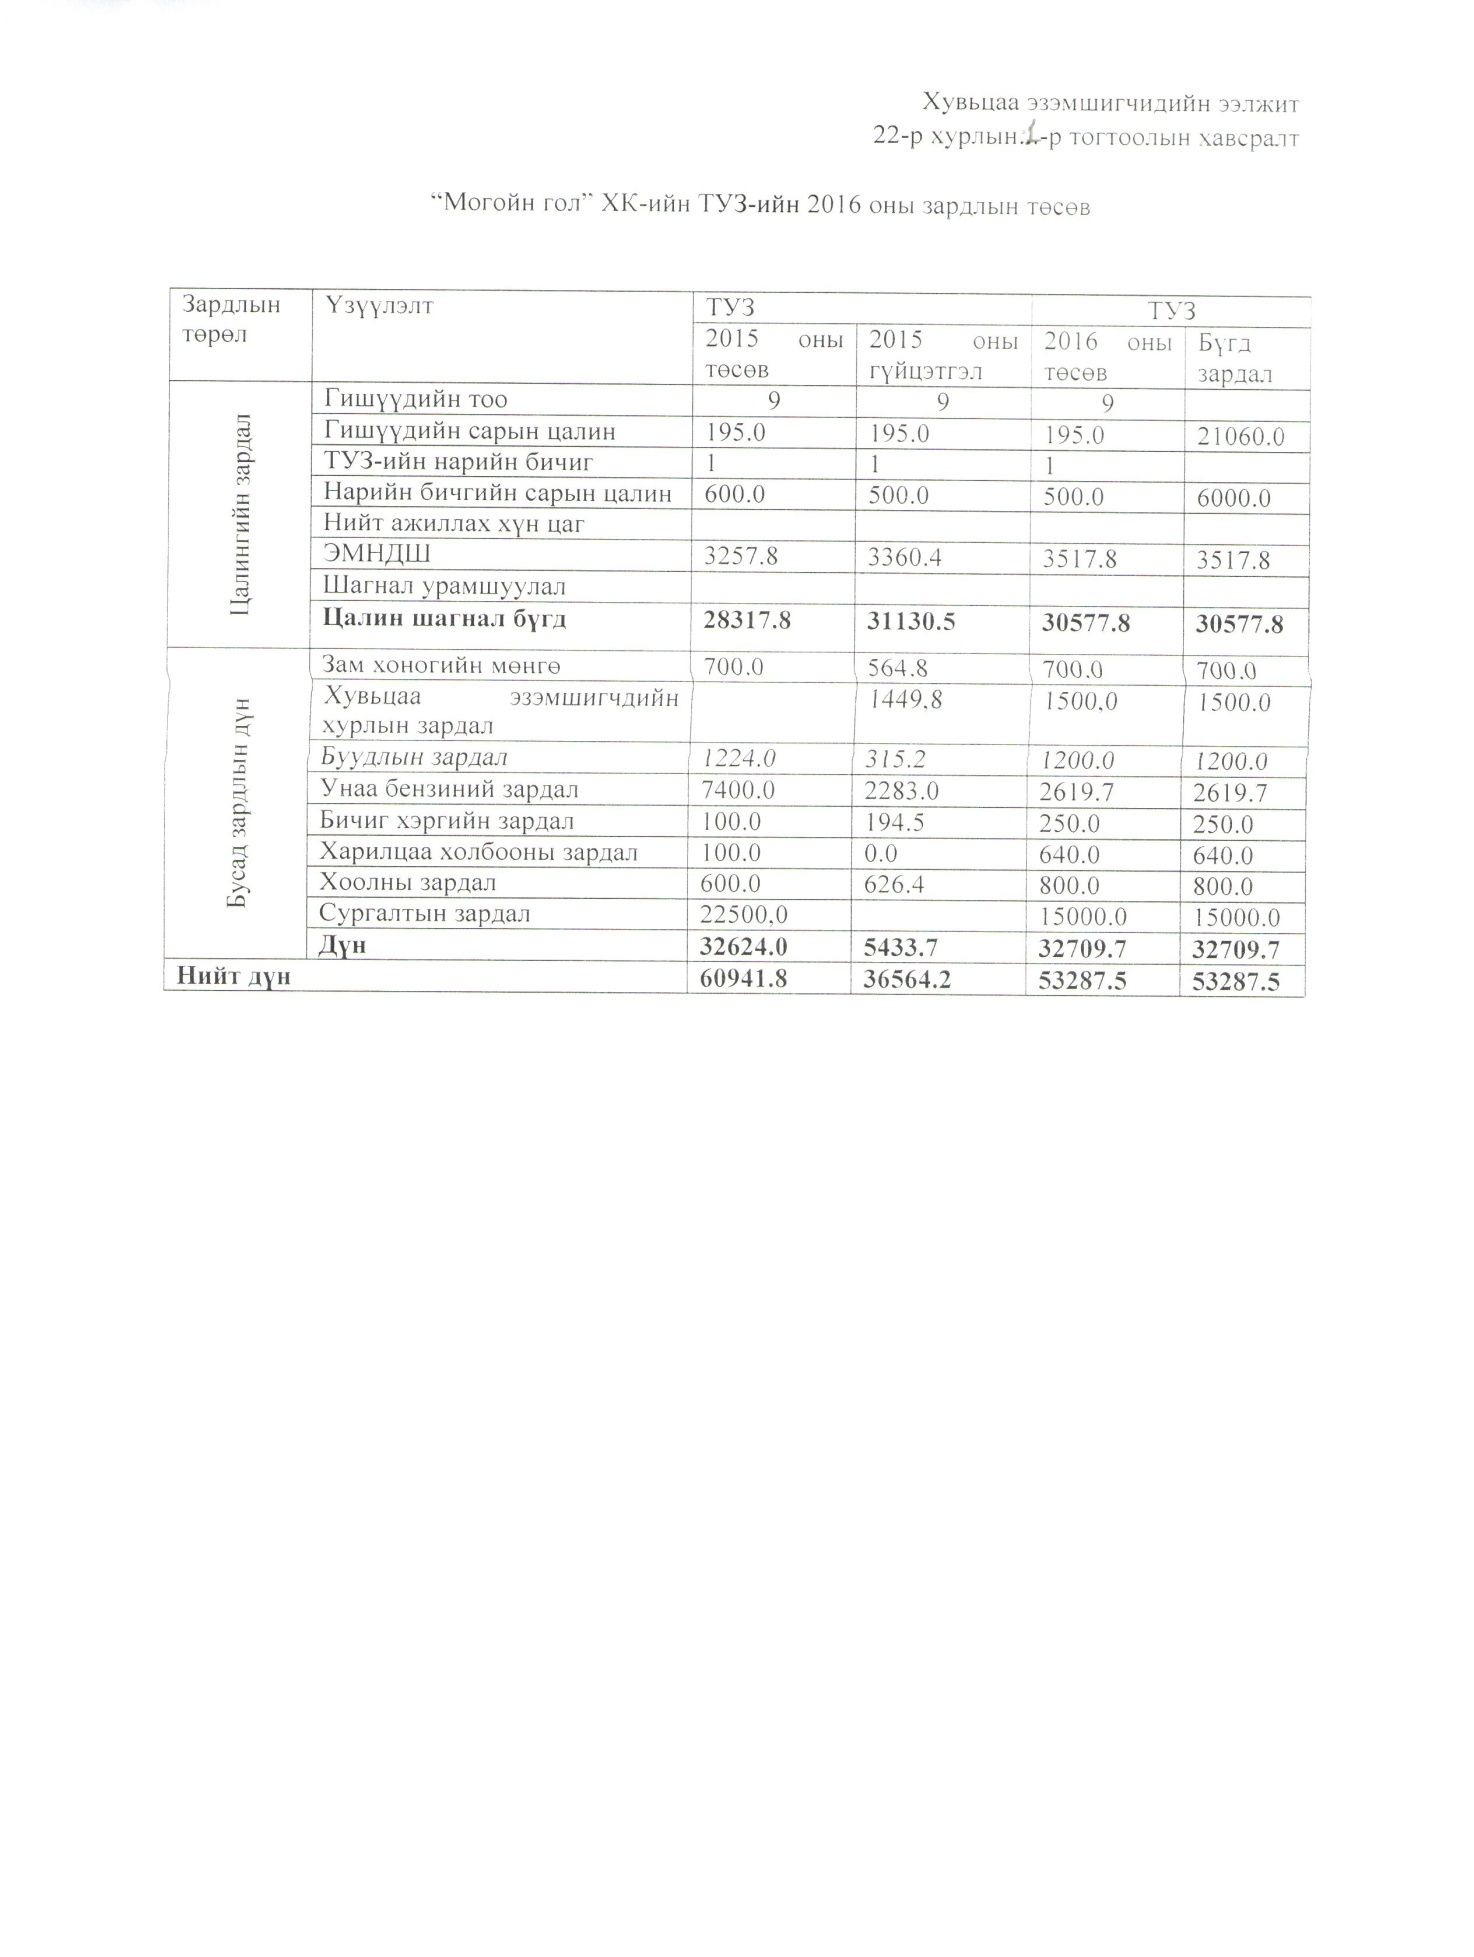 Хувьцаа эзэмшигчидийн ээлжит
22-р хурлын.1-р тогтоолын хавсралт
“Могойн гол” ХК-ийн ТУЗ-ийн 2016 оны зардлын төсөв
Зардлын төрөл Үзүүлэлт ТУЗ ТУЗ
2015 оны төсөв 2015 оны гүйцэтгэл 2016 оны төсөв Бүгд зардал
Цалингийн зардал
Гишүүдийн тоо 9 9 9
Гишүүдийн сарын цалин 195.0 195.0 195.0 21060.0
ТУЗ-ийн нарийн бичиг 1 1 1
Нарийн бичгийн сарын цалин 600.0 500.0 500.0 6000.0
Нийт ажиллах хүн цаг
ЭМНДШ 3257.8 3360.4 3517.8 3517.8
Шагнал урамшуулал
Цалин шагнал бүгд 28317.8 31130.5 30577.8 30577.8
Бусад зардлын дүн
Зам хоногийн мөнгө 700.0 564.8 700.0 700.0
Хувьцаа эзэмшигчдийн
хурлын зардал 1449.8 1500,0 1500.0
Буудлын зардал 1224.0 315.2 1200.0 1200.0
Унаа бензиний зардал 7400.0 2283.0 2619.7 2619.7
Бичиг хэргийн зардал 100.0 194.5 250.0 250.0
Харилцаа холбооны зардал 100.0 0.0 640.0 640.0
Хоолны зардал 600.0 626.4 800.0 800.0
Сургалтын зардал 22500,0 15000.0 15000.0
Дүн 32624.0 5433.7 32709.7 32709.7
Нийт дүн 60941.8 36564.2 53287.5 53287.5